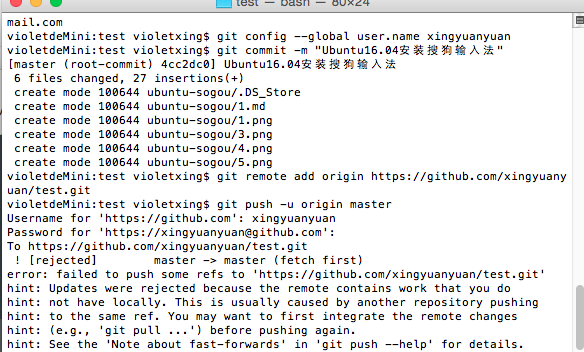 test — bash — 80×24
mail.com
violetdeMini:test violetxing$ git config --global user.name xingyuanyuan
violetdeMini:test violetxing$ git commit -m "Ubuntu16.04安装搜狗输入法"
[master (root-commit) 4cc2dc0] Ubuntu16.04安装搜狗输入法
 6 files changed, 27 insertions(+)
 create mode 100644 ubuntu-sogou/.DS_Store
 create mode 100644 ubuntu-sogou/1.md
 create mode 100644 ubuntu-sogou/1.png
 create mode 100644 ubuntu-sogou/3.png
 create mode 100644 ubuntu-sogou/4.png
 create mode 100644 ubuntu-sogou/5.png
violetdeMini:test violetxing$ git remote add origin https://github.com/xingyuany
uan/test.git
violetdeMini:test violetxing$ git push -u origin master
Username for 'https://github.com': xingyuanyuan
Password for 'https://xingyuanyuan@github.com':
To https://github.com/xingyuanyuan/test.git
 ! [rejected]        master -> master (fetch first)
error: failed to push some refs to 'https://github.com/xingyuanyuan/test.git'
hint: Updates were rejected because the remote contains work that you do
hint: not have locally. This is usually caused by another repository pushing
hint: to the same ref. You may want to first integrate the remote changes
hint: (e.g., 'git pull ...') before pushing again.
hint: See the 'Note about fast-forwards' in 'git push --help' for details.